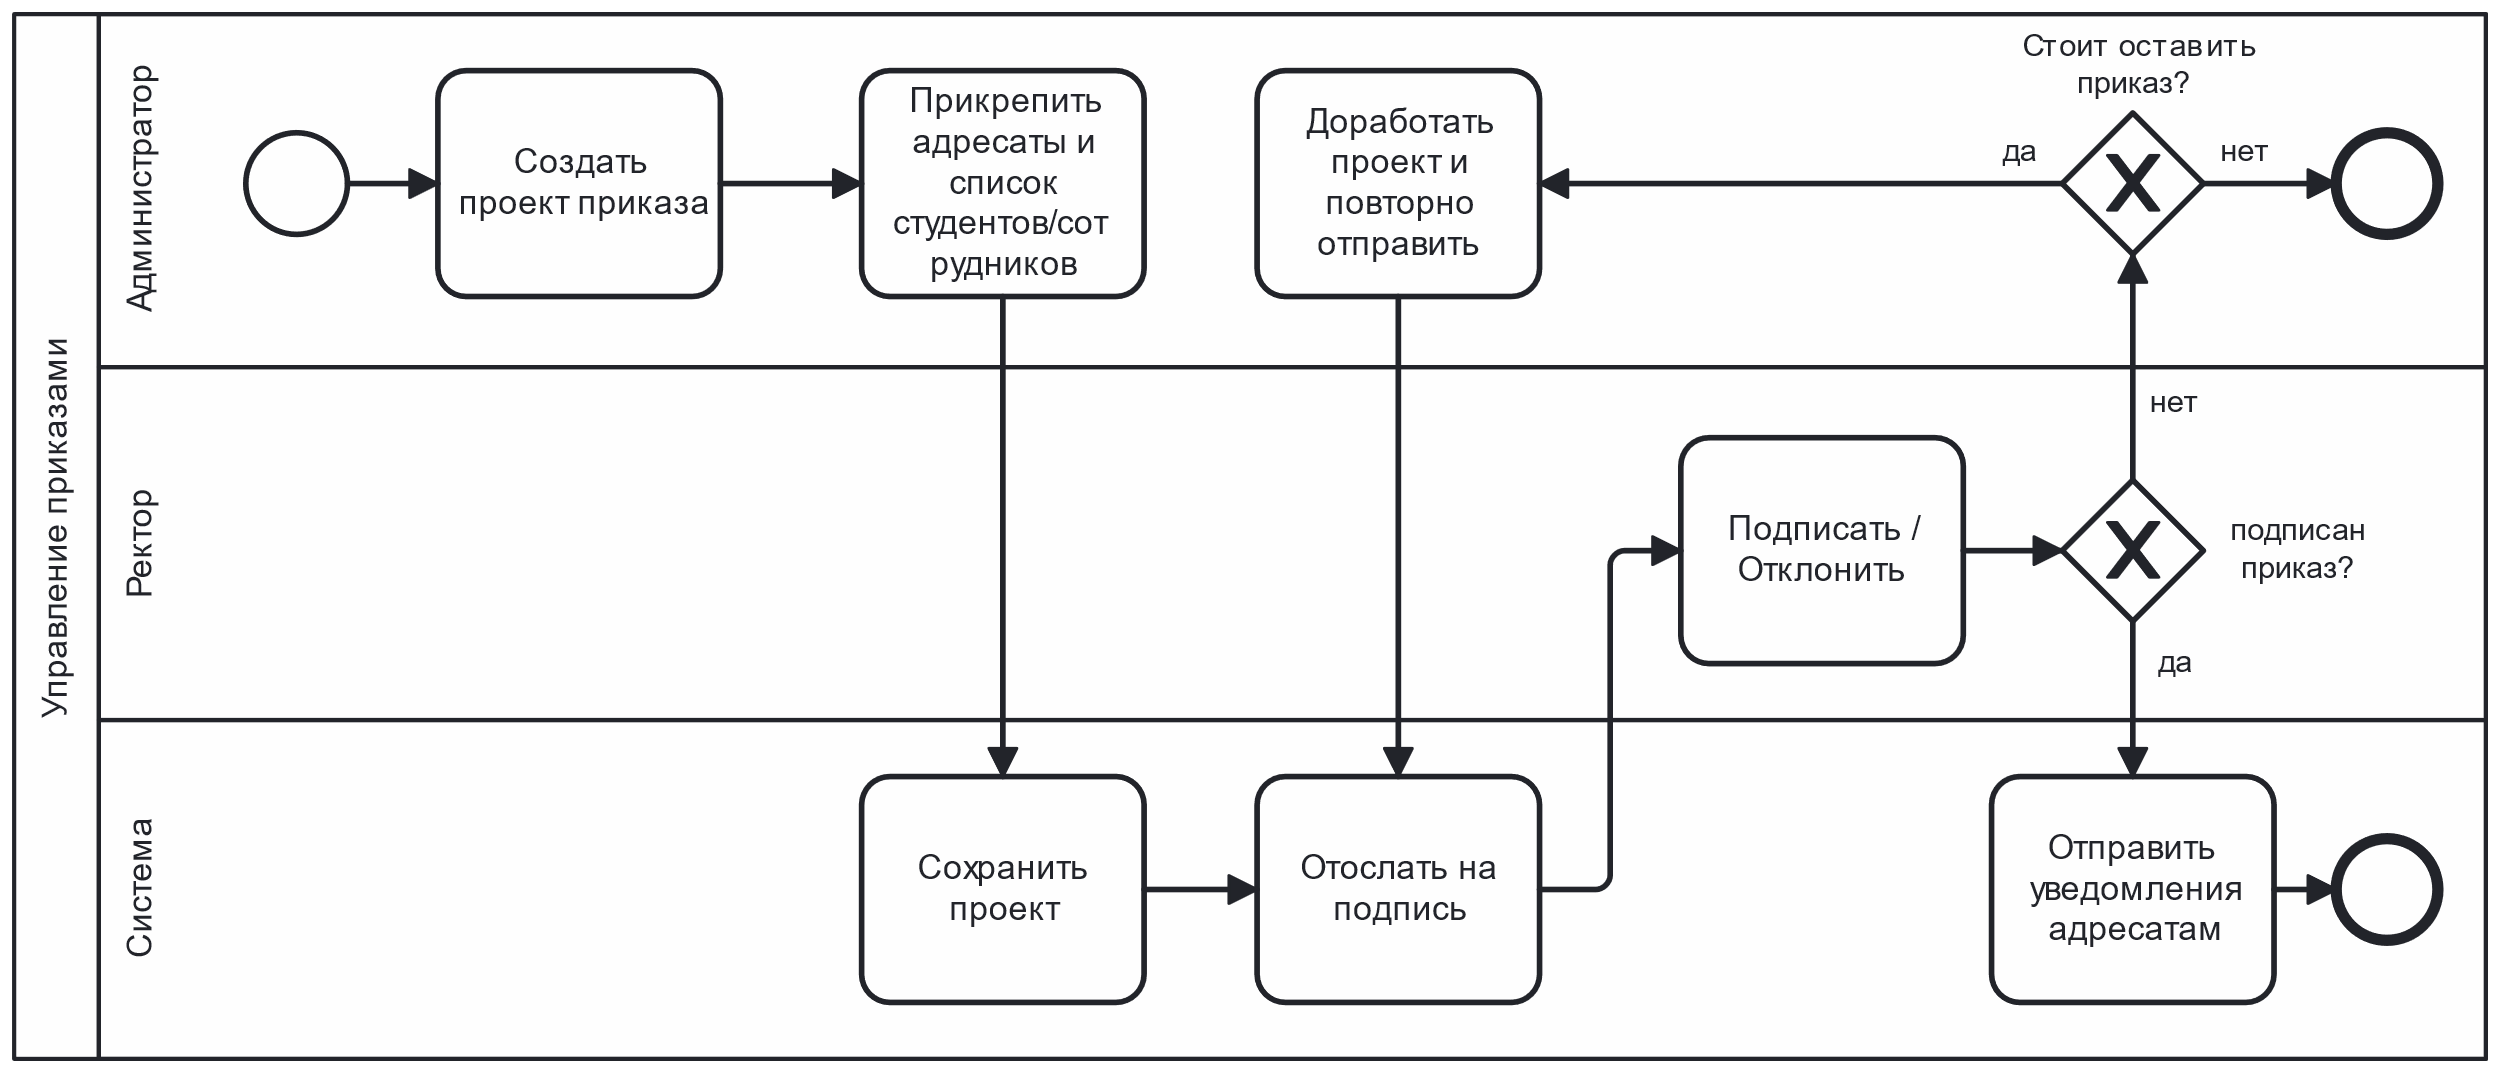 Управление приказами
Администратор
Создать
проект приказа
Прикрепить
адресаты и
список
студентов/сот
рудников
Доработать
проект и
повторно
отправить
Стоит оставить
приказ?
да
нет
Ректор
нет
Подписать /
Отклонить
подписан
приказ?
да
Система
Сохранить
проект
Отослать на
подпись
Отправить
уведомления
адресатам